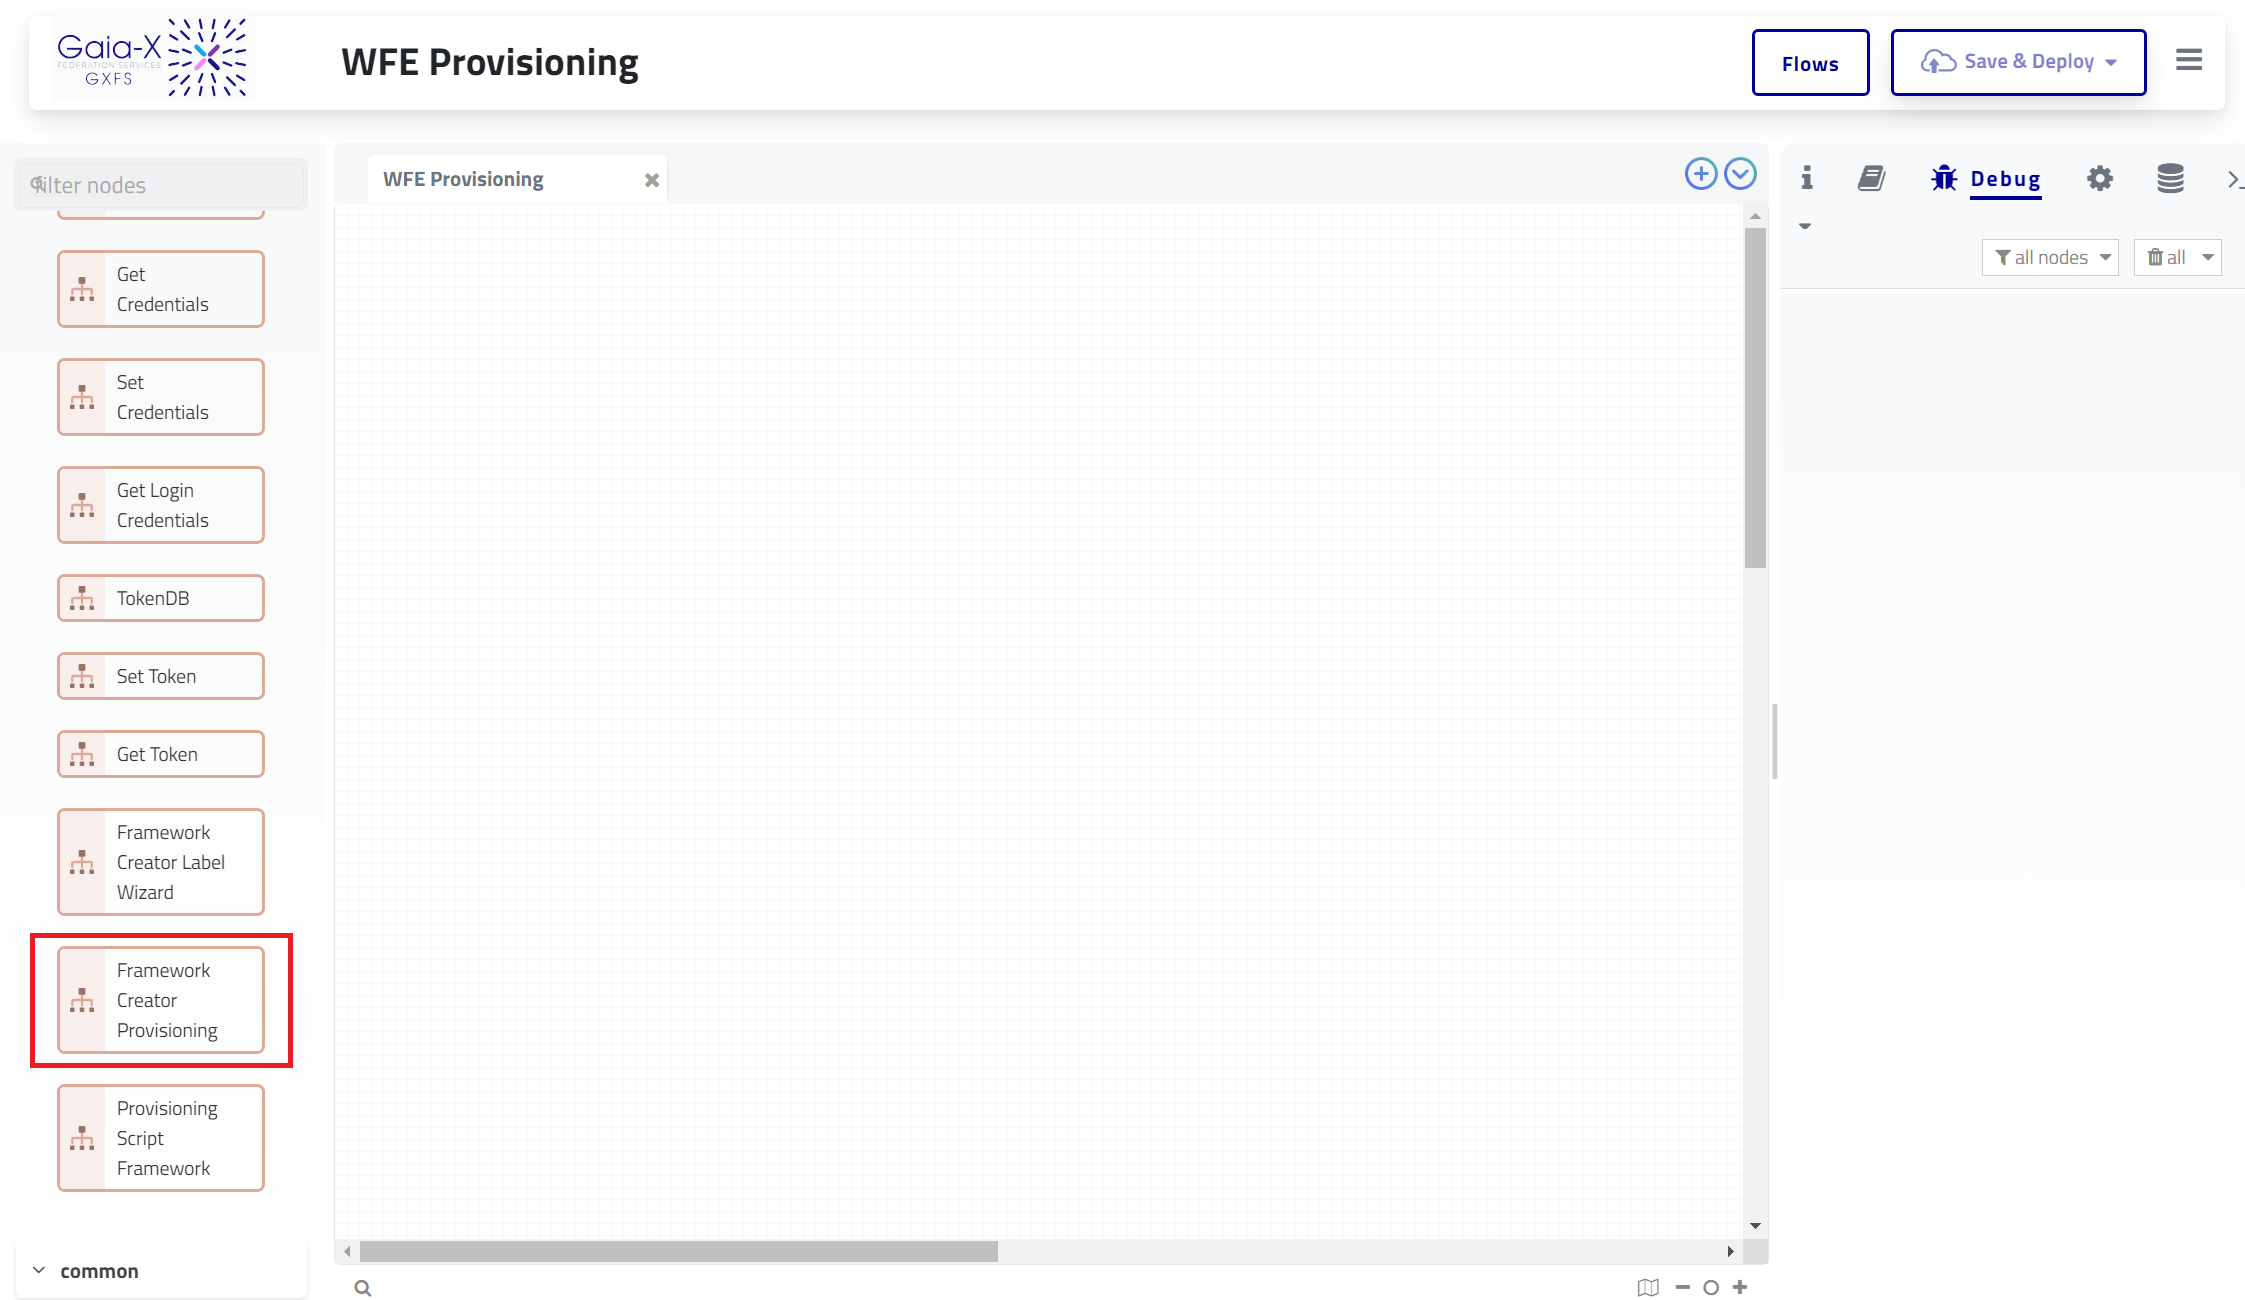 Gaia-X
FEDERATION SERVICES
GXFS
WFE Provisioning
Flows
Save & Deploy
filter nodes
WFE Provisioning
Debug
all nodes
all
Get
Credentials
Set
Credentials
Get Login
Credentials
TokenDB
Set Token
Get Token
Framework
Creator Label
Wizard
Framework
Creator
Provisioning
Provisioning
Script
Framework
common